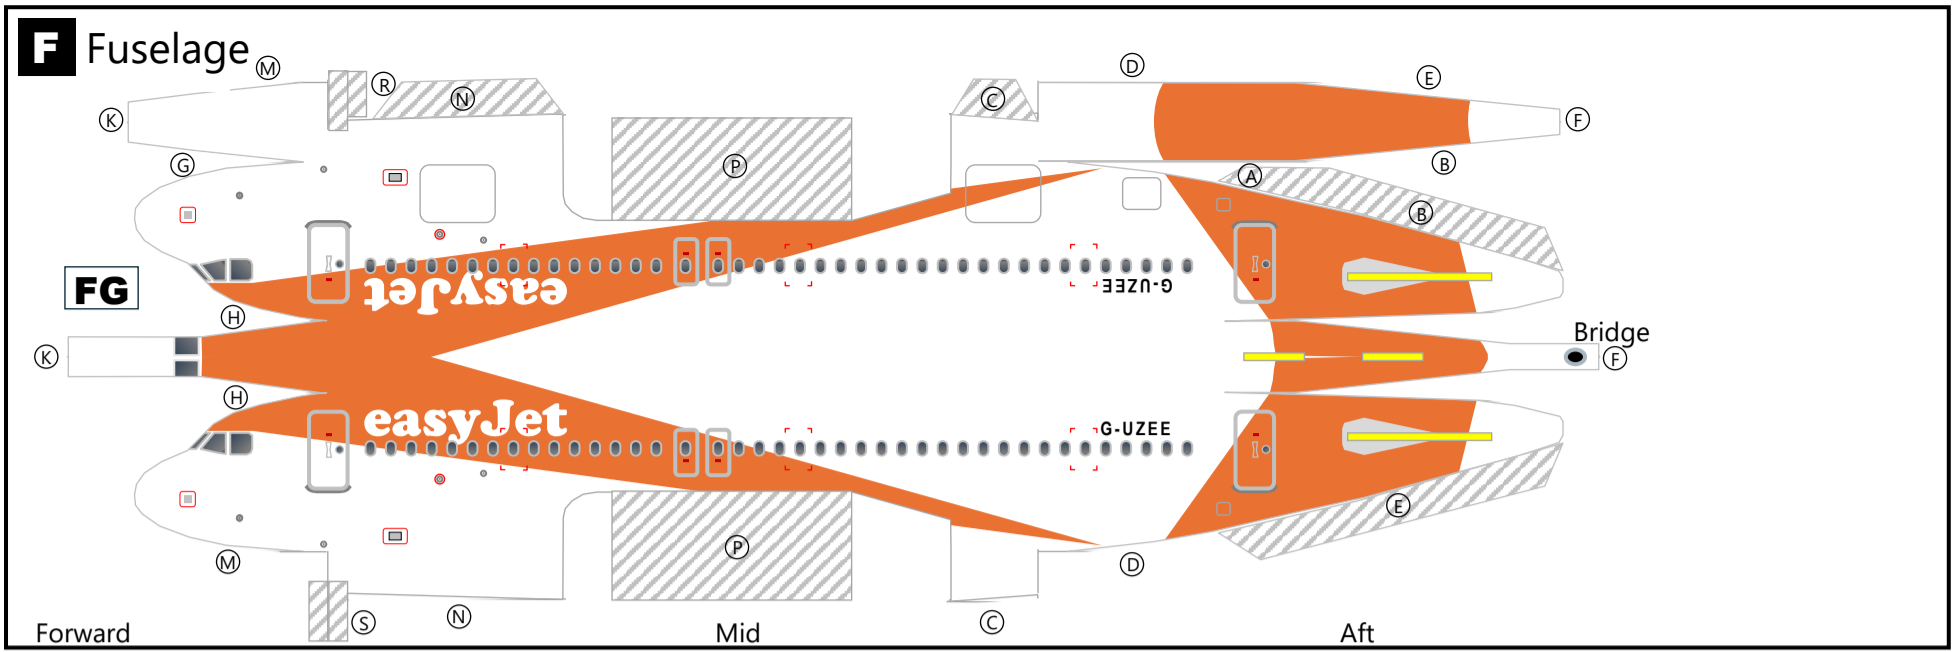 F Fuselage
M
R
N
C
D
E
K
F
G
P
A
B
B
easyJet
G-UZEE
FG
H
Bridge
K
F
H
easyJet
G-UZEE
E
P
M
D
S
N
C
Forward
Mid
Aft